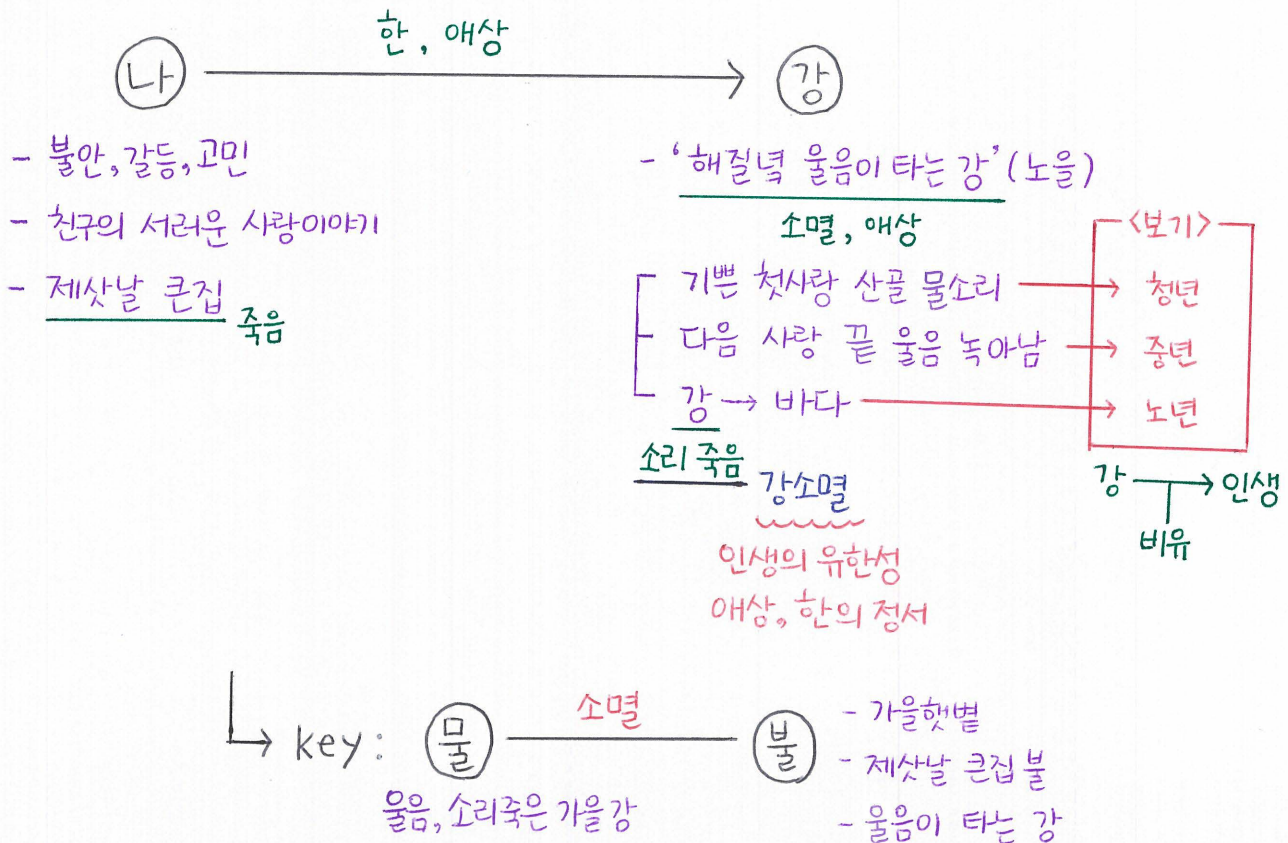 한, 애상
나
강
- 불안, 갈등, 고민
- 친구의 서러운 사랑이야기
- 제삿날 큰집
죽음
- '해질녘 울음이 타는 강' (노을)
소멸, 애상
<보기>
기쁜 첫사랑 산골 물소리 → 청년
다음 사랑 끝 울음 녹아남 → 중년
강 → 바다 → 노년
소리 죽음
강소멸
인생의 유한성
애상, 한의 정서
강 → 인생
비유
key : 물 소멸 불
울음, 소리죽은 가을강
- 가을햇볕
- 제삿날 큰집 불
- 울음이 타는 강